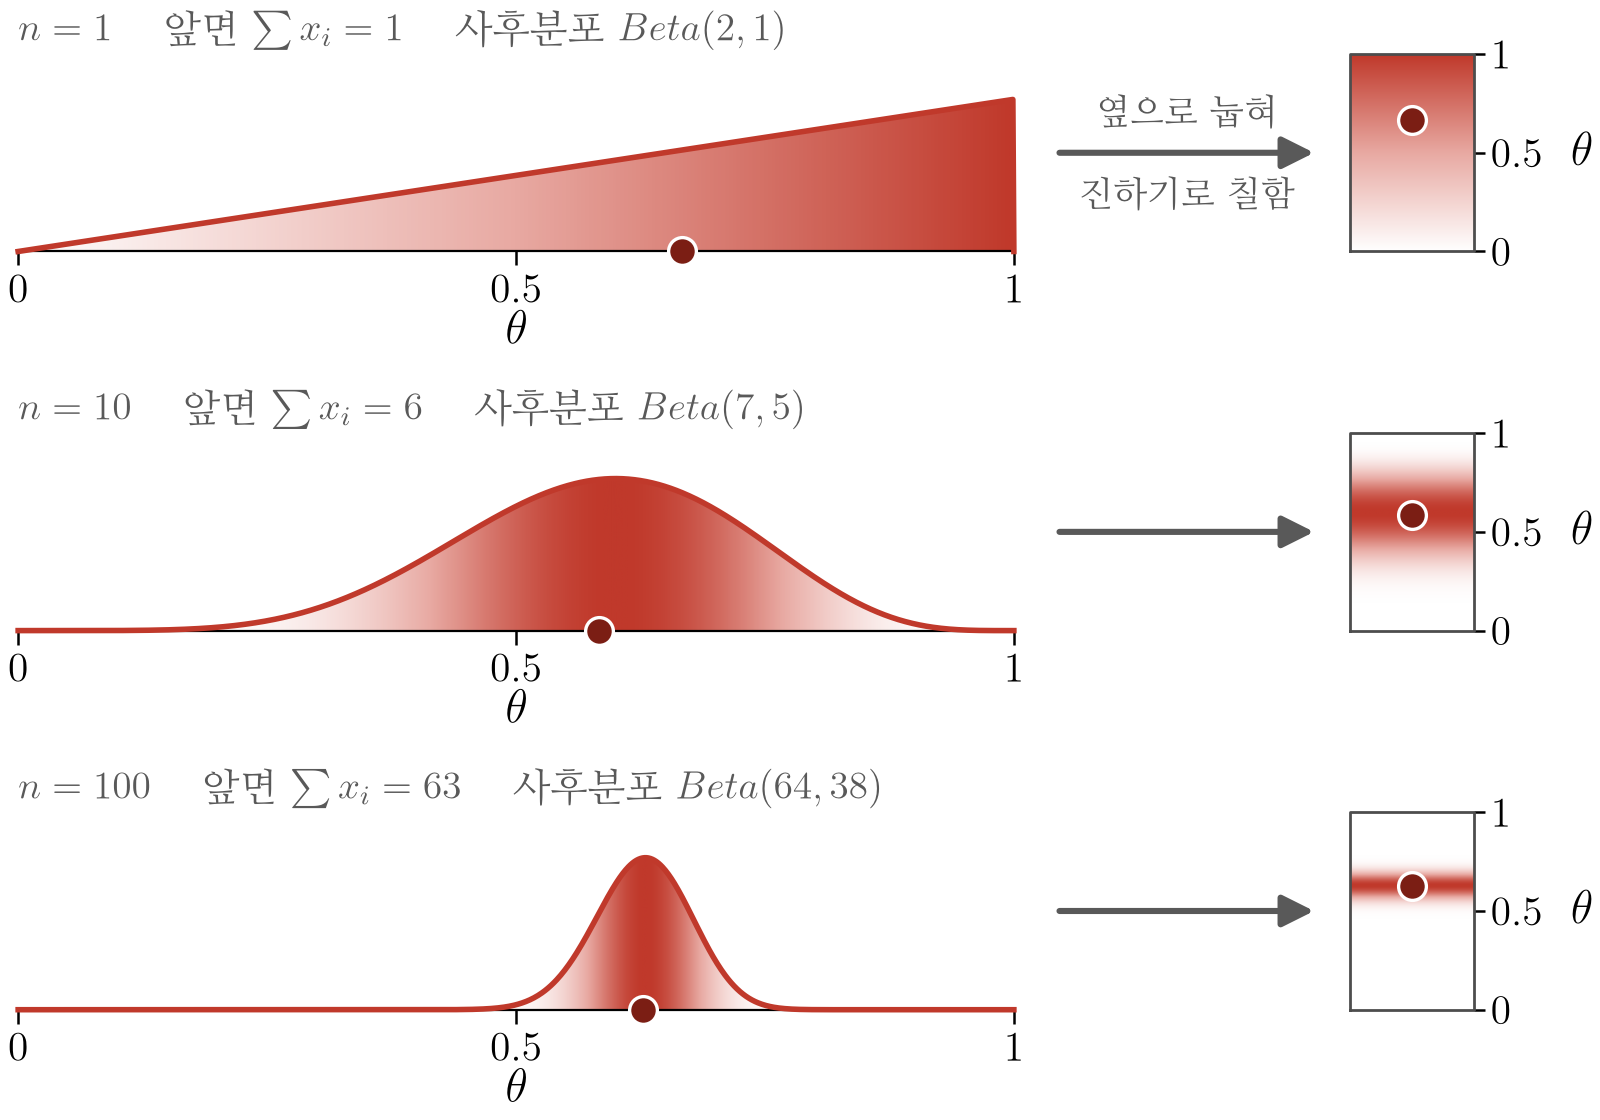 n = 1 앞면 ∑ x_i = 1 사후분포 Beta(2, 1)
옆으로 눕혀
진하기로 칠함
0 0.5 1
θ
1
0.5 θ
0
n = 10 앞면 ∑ x_i = 6 사후분포 Beta(7, 5)
0 0.5 1
θ
1
0.5 θ
0
n = 100 앞면 ∑ x_i = 63 사후분포 Beta(64, 38)
0 0.5 1
θ
1
0.5 θ
0